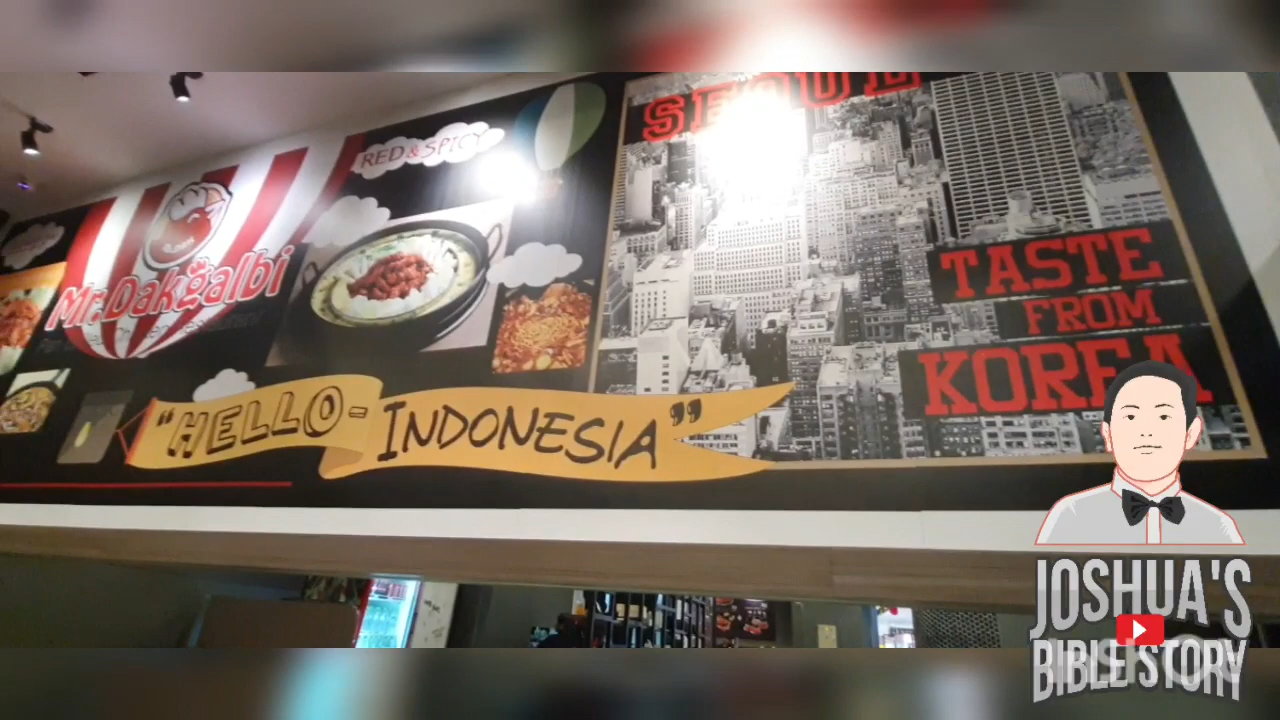 SEOUL
RED & SPICY
Mr. Dakgalbi
TASTE
FROM
KOREA
"HELLO-INDONESIA"
JOSHUA'S
BIBLE STORY